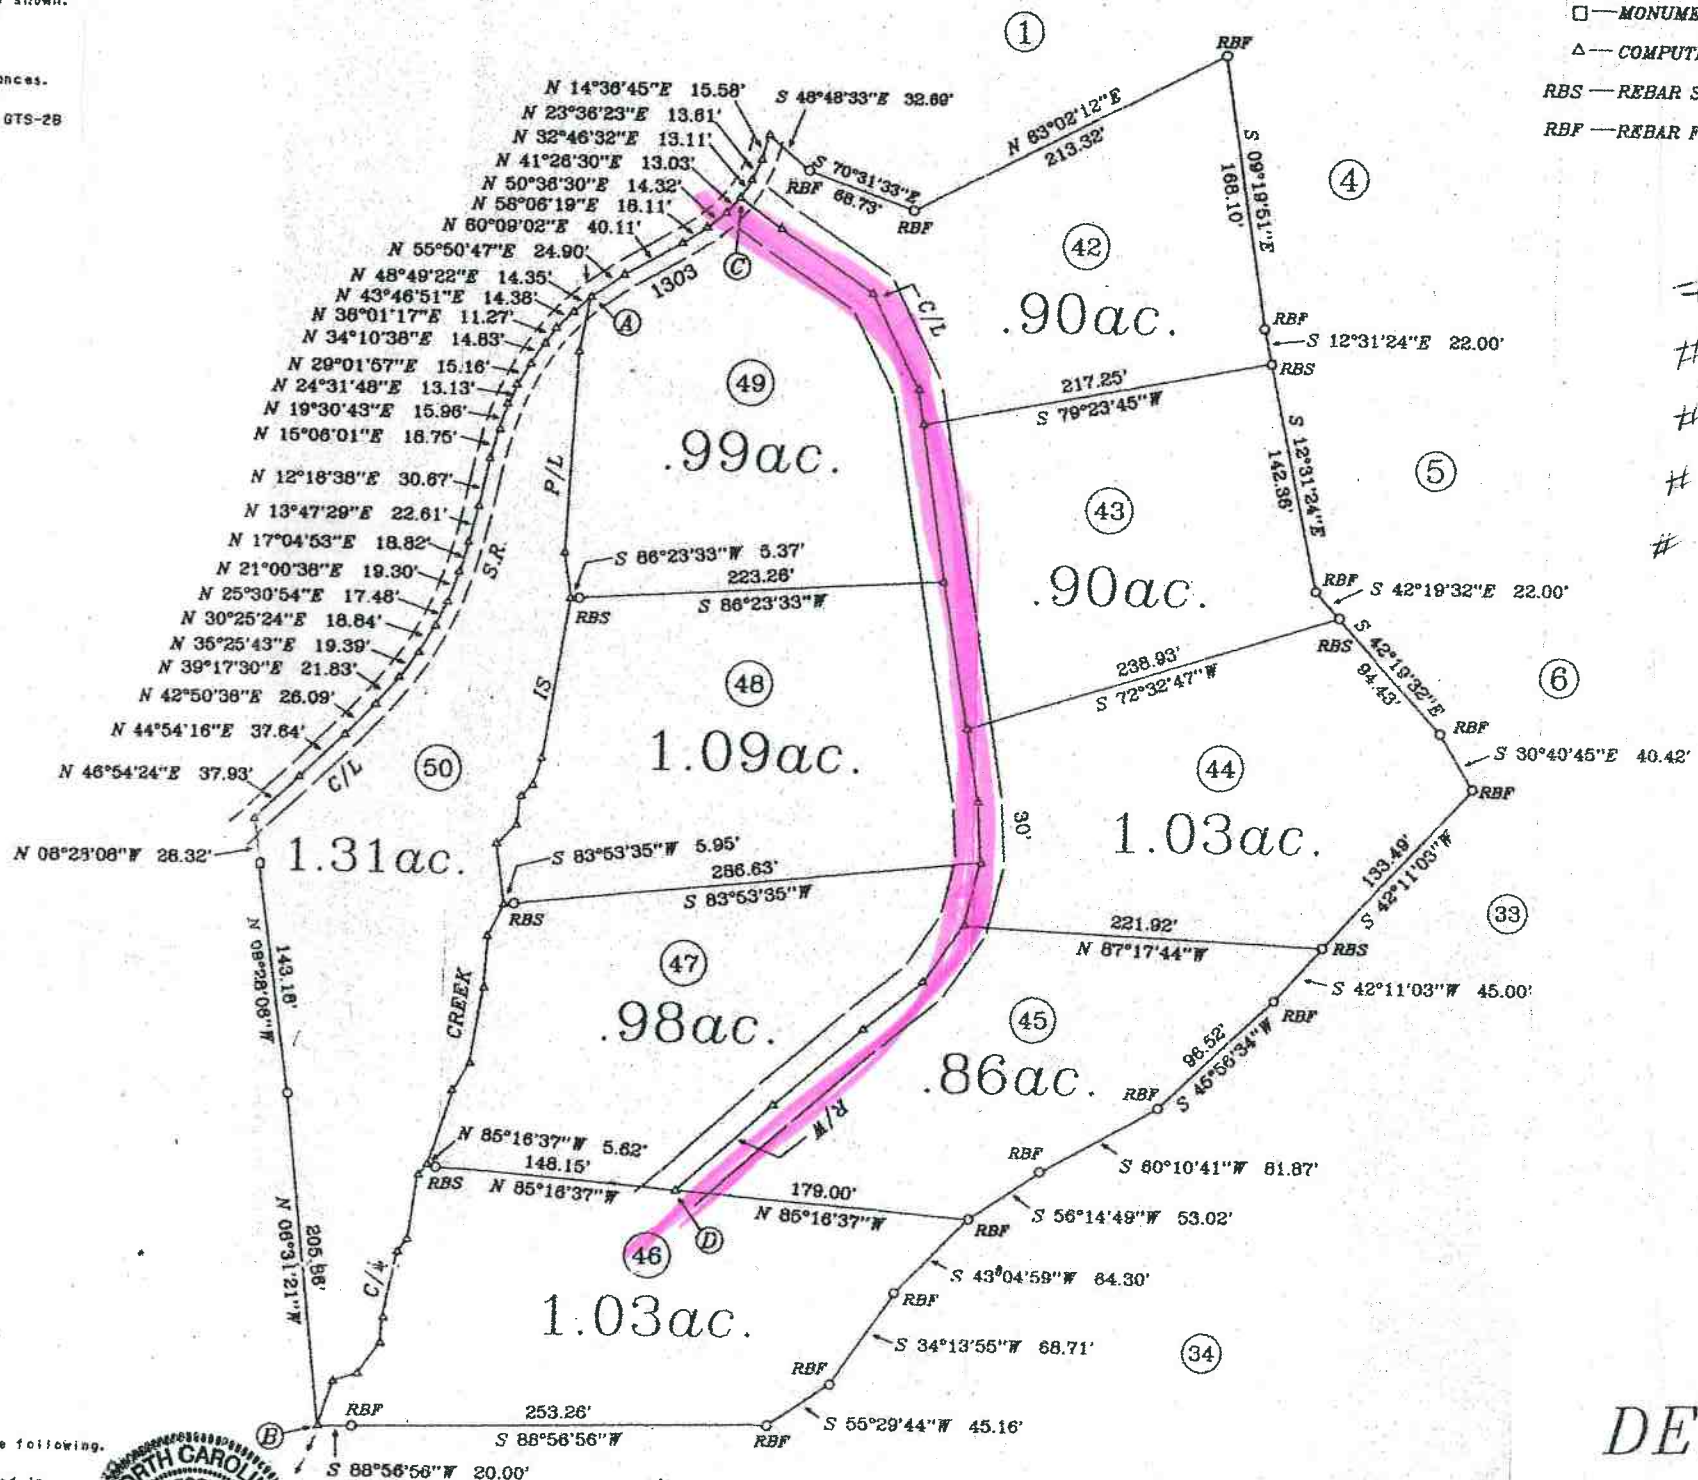 shown.
nces.
GTS-2B
①
□—MONUME
△— COMPUT
RBS —REBAR S
RBF —REBAR F
N 14°36'45"E 15.58'
S 48°48'33"E 32.69'
N 23°36'23"E 13.61'
N 32°46'32"E 13.11'
N 41°26'30"E 13.03'
N 50°36'30"E 14.32'
N 58°06'19"E 18.11'
N 60°09'02"E 40.11'
N 55°50'47"E 24.90'
N 48°49'22"E 14.35'
N 43°46'51"E 14.38'
N 38°01'17"E 11.27'
N 34°10'38"E 14.83'
N 29°01'57"E 15.16'
N 24°31'48"E 13.13'
N 19°30'43"E 15.96'
N 15°06'01"E 18.75'
N 12°18'38"E 30.67'
N 13°47'29"E 22.61'
N 17°04'53"E 18.82'
N 21°00'38"E 19.30'
N 25°30'54"E 17.48'
N 30°25'24"E 18.84'
N 35°25'43"E 19.39'
N 39°17'30"E 21.83'
N 42°50'38"E 26.09'
N 44°54'16"E 37.64'
N 46°54'24"E 37.93'
N 08°28'08"W 28.32'
143.18'
N 08°28'08"W
205.86'
N 06°31'21"W
RBF
S 70°31'33"E
68.73'
RBF
RBF
N 63°02'12"E
213.32'
S 09°19'51"E
168.10'
④
RBF
S 12°31'24"E 22.00'
RBS
S 12°31'24"E
142.38'
⑤
RBF
S 42°19'32"E 22.00'
RBS
S 42°19'32"E
94.43'
⑥
RBF
S 30°40'45"E 40.42'
RBF
133.49'
S 42°11'03"W
㉝
RBS
S 42°11'03"W 45.00'
RBF
96.52'
S 45°56'34"W
RBF
S 60°10'41"W 81.87'
RBF
S 56°14'49"W 53.02'
RBF
S 43°04'59"W 84.30'
RBF
S 34°13'55"W 68.71'
㉞
RBF
S 55°29'44"W 45.16'
RBF
㊷
.90ac.
217.25'
S 79°23'45"W
㊸
.90ac.
238.93'
S 72°32'47"W
㊹
1.03ac.
221.92'
N 87°17'44"W
㊺
.86ac.
1303
S.R.
C/L
Ⓐ
Ⓒ
C/L
P/L
IS
CREEK
C/L
㊾
.99ac.
S 86°23'33"W 5.37'
223.26'
S 86°23'33"W
RBS
㊽
1.09ac.
30'
S 83°53'35"W 5.95'
286.63'
S 83°53'35"W
RBS
㊿
1.31ac.
㊼
.98ac.
R/W
N 85°16'37"W 5.62'
148.15'
N 85°16'37"W
RBS
179.00'
N 85°16'37"W
Ⓓ
㊻
1.03ac.
Ⓑ
RBF
253.26'
S 88°56'56"W
S 88°56'56"W 20.00'
e following.
ORTH CAROLI
#
#
#
#
DE